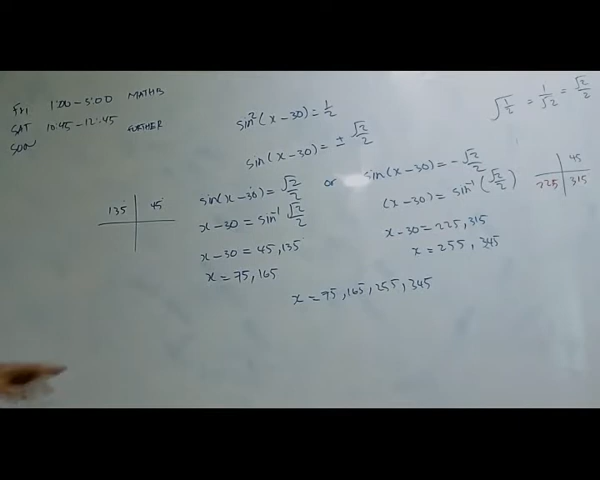 Fri 1:00 - 5:00 MATHS
SAT 10:45 - 12:45 FURTHER
SUN
sin²(x - 30) = 1/2
sin(x - 30) = ± √2/2
√1/2 = 1/√2 = √2/2
sin(x - 30) = √2/2 or sin(x - 30) = - √2/2
135 | 45
x - 30 = sin⁻¹ √2/2
x - 30 = 45, 135
x = 75, 165
(x - 30) = sin⁻¹ (√2/2)
x - 30 = 225, 315
x = 255, 345
45
225 | 315
x = 75, 165, 255, 345